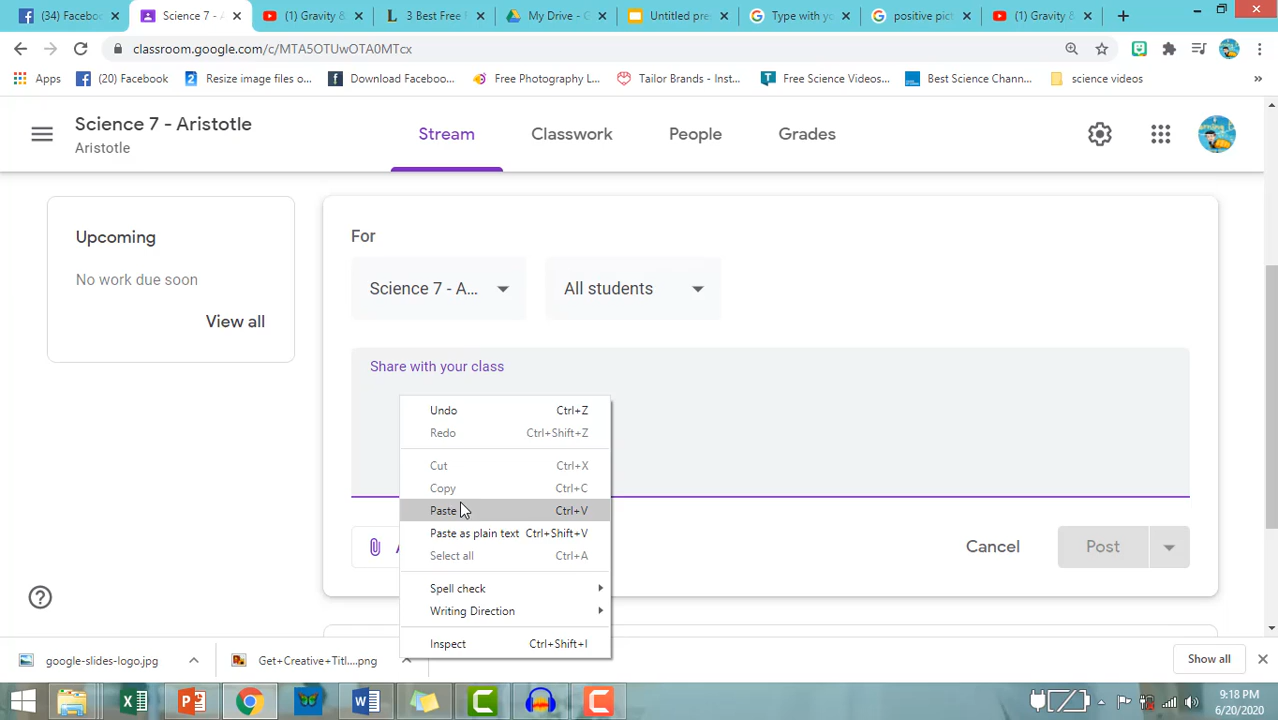 (34) Faceboo
Science 7 - Ar
(1) Gravity &
3 Best Free T
My Drive - G
Untitled pre
Type with yo
positive pict
(1) Gravity &
classroom.google.com/c/MTA5OTUwOTA0MTcx
Apps
(20) Facebook
Resize image files o...
Download Faceboo...
Free Photography L...
Tailor Brands - Inst...
Free Science Videos...
Best Science Chann...
science videos
Science 7 - Aristotle
Aristotle
Stream
Classwork
People
Grades
Upcoming
No work due soon
View all
For
Science 7 - A...
All students
Share with your class
Undo Ctrl+Z
Redo Ctrl+Shift+Z
Cut Ctrl+X
Copy Ctrl+C
Paste Ctrl+V
Paste as plain text Ctrl+Shift+V
Select all Ctrl+A
Spell check
Writing Direction
Inspect Ctrl+Shift+I
Cancel
Post
google-slides-logo.jpg
Get+Creative+Titl....png
Show all
9:18 PM
6/20/2020